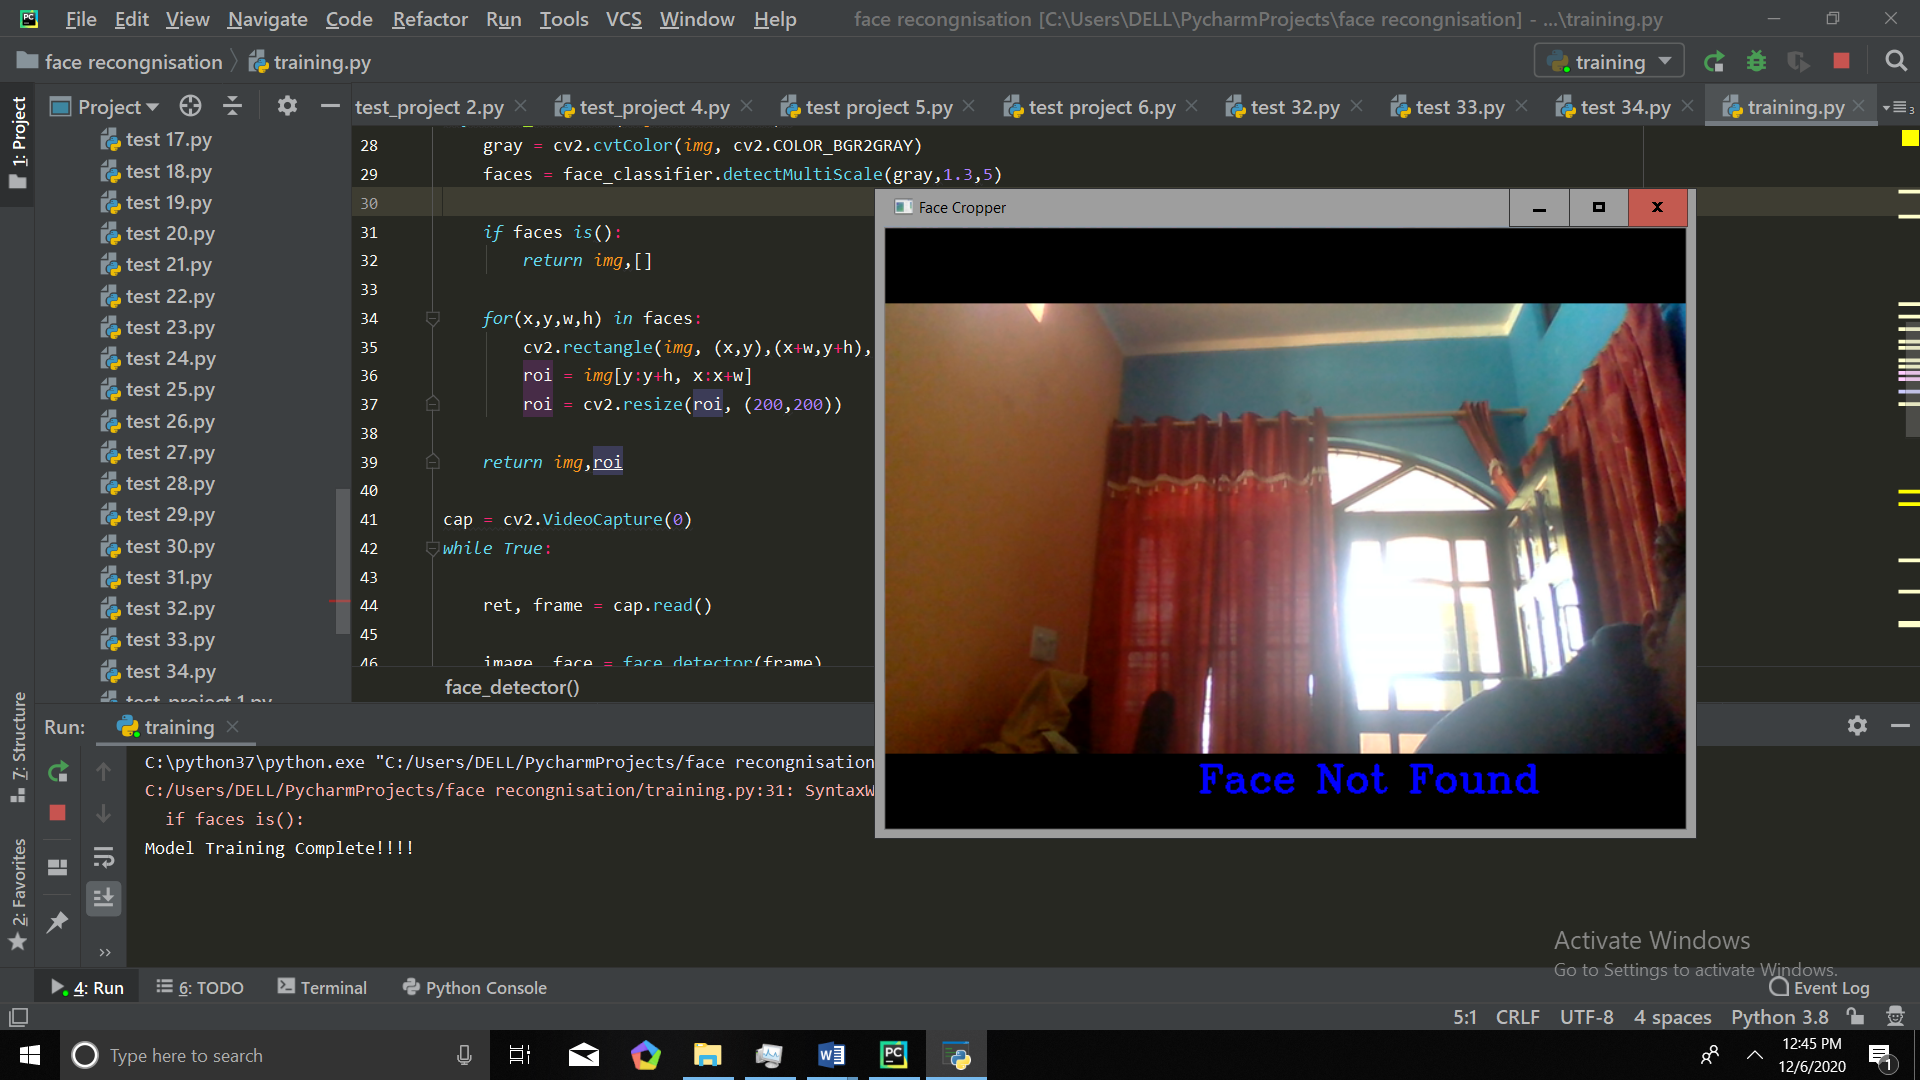 File Edit View Navigate Code Refactor Run Tools VCS Window Help face recongnisation [C:\Users\DELL\PycharmProjects\face recongnisation] - ...\training.py
face recongnisation training.py training
1: Project
Project test_project 2.py test_project 4.py test project 5.py test project 6.py test 32.py test 33.py test 34.py training.py
test 17.py
test 18.py
test 19.py
test 20.py
test 21.py
test 22.py
test 23.py
test 24.py
test 25.py
test 26.py
test 27.py
test 28.py
test 29.py
test 30.py
test 31.py
test 32.py
test 33.py
test 34.py
test_project 1.py
28 gray = cv2.cvtColor(img, cv2.COLOR_BGR2GRAY)
29 faces = face_classifier.detectMultiScale(gray,1.3,5)
30
31 if faces is():
32 return img,[]
33
34 for(x,y,w,h) in faces:
35 cv2.rectangle(img, (x,y),(x+w,y+h),
36 roi = img[y:y+h, x:x+w]
37 roi = cv2.resize(roi, (200,200))
38
39 return img,roi
40
41 cap = cv2.VideoCapture(0)
42 while True:
43
44 ret, frame = cap.read()
45
46 image, face = face_detector(frame)
face_detector()
Face Cropper
Face Not Found
7: Structure
2: Favorites
Run: training
C:\python37\python.exe "C:/Users/DELL/PycharmProjects/face recongnisation
C:/Users/DELL/PycharmProjects/face recongnisation/training.py:31: SyntaxW
if faces is():
Model Training Complete!!!!
Activate Windows
Go to Settings to activate Windows.
4: Run 6: TODO Terminal Python Console Event Log
5:1 CRLF UTF-8 4 spaces Python 3.8
Type here to search
12:45 PM
12/6/2020
1